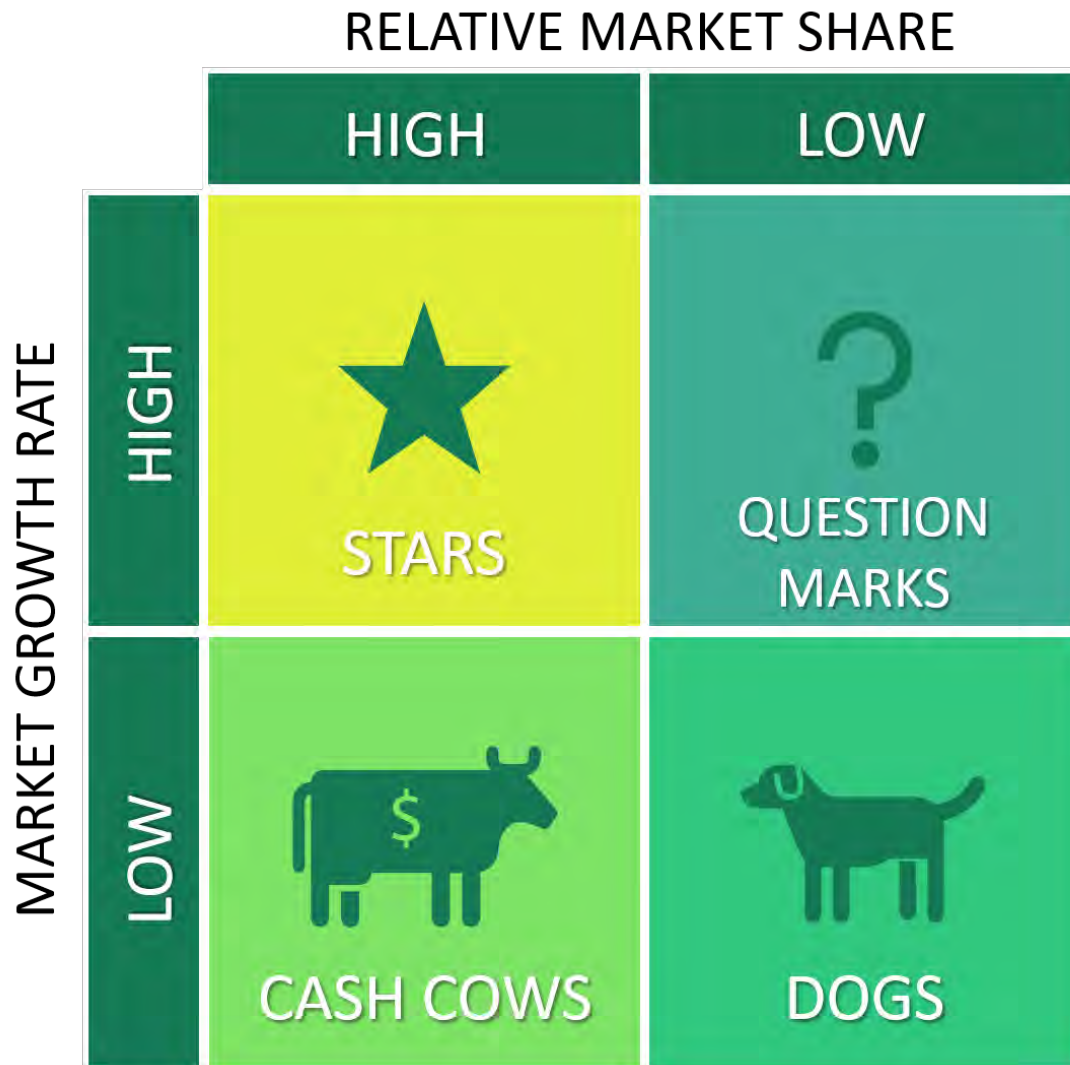 RELATIVE MARKET SHARE
HIGH
LOW
MARKET GROWTH RATE
HIGH
?
STARS
QUESTION
MARKS
LOW
$
CASH COWS
DOGS